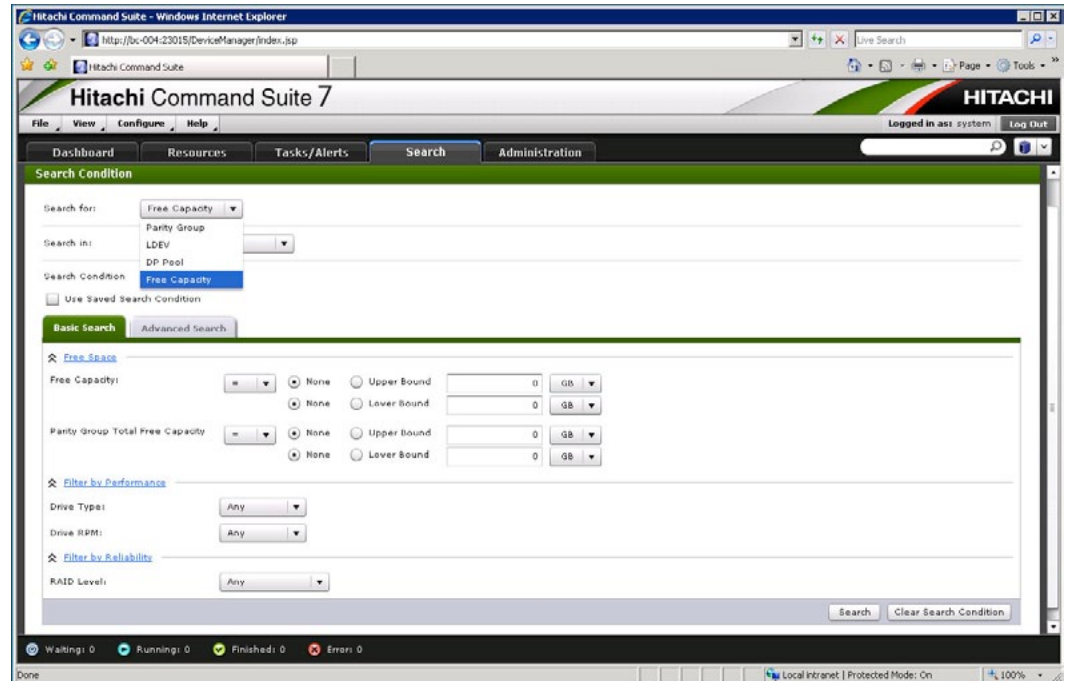 Hitachi Command Suite - Windows Internet Explorer
http://bc-004:23015/DeviceManager/index.jsp
Live Search
Hitachi Command Suite
Page
Tools
Hitachi Command Suite 7
HITACHI
File View Configure Help
Logged in as: system Log Out
Dashboard Resources Tasks/Alerts Search Administration
Search Condition
Search for: Free Capacity
Parity Group
Search in:
LDEV
DP Pool
Search Condition
Free Capacity
Use Saved Search Condition
Basic Search Advanced Search
Free Space
Free Capacity: = None Upper Bound 0 GB
None Lower Bound 0 GB
Parity Group Total Free Capacity = None Upper Bound 0 GB
None Lower Bound 0 GB
Filter by Performance
Drive Type: Any
Drive RPM: Any
Filter by Reliability
RAID Level: Any
Search Clear Search Condition
Waiting: 0 Running: 0 Finished: 0 Error: 0
Done
Local intranet | Protected Mode: On
100%